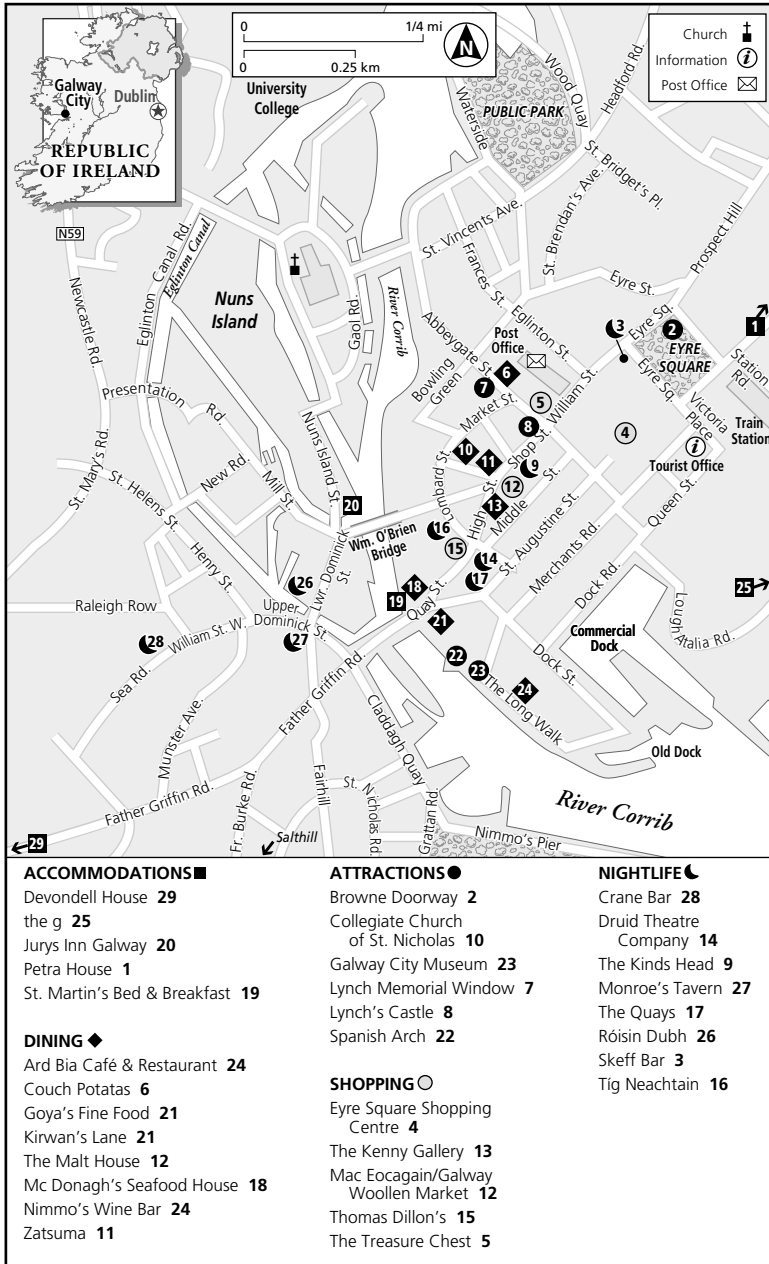 0
1/4 mi
0
0.25 km
N
Church
Information i
Post Office
Galway
City
Dublin
REPUBLIC
OF IRELAND
University
College
PUBLIC PARK
Waterside
Wood Quay
Headford Rd.
St. Bridget's Pl.
St. Brendan's Ave.
St. Vincents Ave.
Prospect Hill
N59
Newcastle Rd.
Eglinton Canal Rd.
Eglinton Canal
Nuns
Island
Gaol Rd.
River Corrib
Frances St.
Eglinton St.
Eyre St.
Eyre Sq.
3
2
1
EYRE
SQUARE
Station
Rd.
Abbeygate St.
Post
Office
Bowling
Green
6
7
5
William St.
Eyre Sq.
Victoria
Place
Train
Station
Presentation Rd.
Nuns Island St.
Market St.
8
4
i
Tourist Office
Shop St.
10
11
9
St. Mary's Rd.
St. Helens St.
New Rd.
Mill St.
Lombard St.
12
High St.
13
Middle St.
Queen St.
20
Wm. O'Brien
Bridge
16
15
14
17
St. Augustine St.
Merchants Rd.
Dock Rd.
Henry St.
Lwr. Dominick
St.
26
18
19
Quay St.
25
Raleigh Row
Upper
Dominick St.
27
28
William St. W.
21
Commercial
Dock
Lough
Atalia Rd.
Sea Rd.
22
23
24
Dock St.
The Long Walk
Father Griffin Rd.
Munster Ave.
Claddagh Quay
Old Dock
River Corrib
Father Griffin Rd.
Fr. Burke Rd.
Fairhill
St. Nicholas Rd.
Grattan Rd.
Nimmo's Pier
29
Salthill
ACCOMMODATIONS
Devondell House 29
the g 25
Jurys Inn Galway 20
Petra House 1
St. Martin's Bed & Breakfast 19
DINING
Ard Bia Café & Restaurant 24
Couch Potatas 6
Goya's Fine Food 21
Kirwan's Lane 21
The Malt House 12
Mc Donagh's Seafood House 18
Nimmo's Wine Bar 24
Zatsuma 11
ATTRACTIONS
Browne Doorway 2
Collegiate Church
of St. Nicholas 10
Galway City Museum 23
Lynch Memorial Window 7
Lynch's Castle 8
Spanish Arch 22
SHOPPING
Eyre Square Shopping
Centre 4
The Kenny Gallery 13
Mac Eocagain/Galway
Woollen Market 12
Thomas Dillon's 15
The Treasure Chest 5
NIGHTLIFE
Crane Bar 28
Druid Theatre
Company 14
The Kinds Head 9
Monroe's Tavern 27
The Quays 17
Róisin Dubh 26
Skeff Bar 3
Tíg Neachtain 16